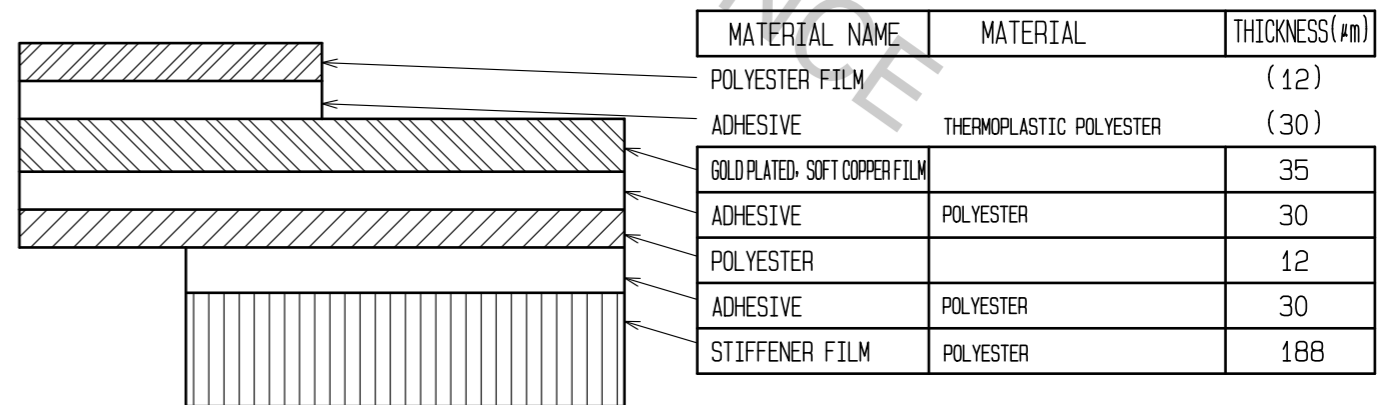 NCE
MATERIAL NAME MATERIAL THICKNESS(μm)
POLYESTER FILM (12)
ADHESIVE THERMOPLASTIC POLYESTER (30)
GOLD PLATED, SOFT COPPER FILM 35
ADHESIVE POLYESTER 30
POLYESTER 12
ADHESIVE POLYESTER 30
STIFFENER FILM POLYESTER 188